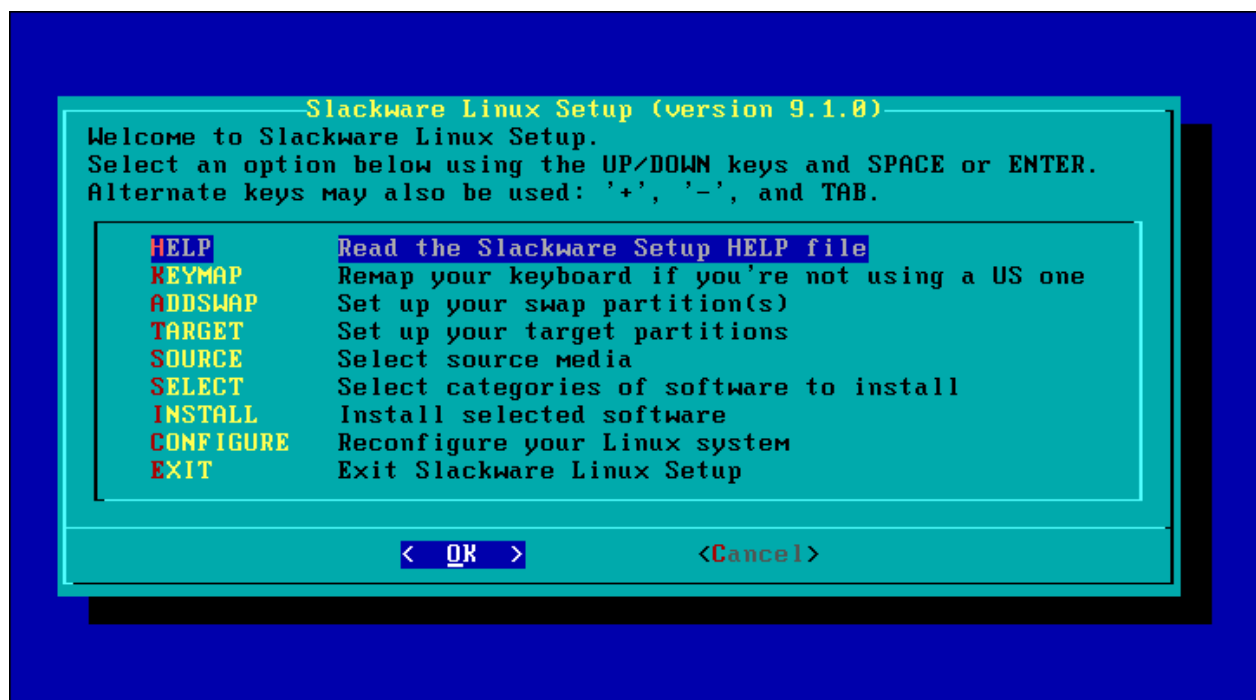 Slackware Linux Setup (version 9.1.0)
Welcome to Slackware Linux Setup.
Select an option below using the UP/DOWN keys and SPACE or ENTER.
Alternate keys may also be used: '+', '-', and TAB.
HELP Read the Slackware Setup HELP file
KEYMAP Remap your keyboard if you're not using a US one
ADDSWAP Set up your swap partition(s)
TARGET Set up your target partitions
SOURCE Select source media
SELECT Select categories of software to install
INSTALL Install selected software
CONFIGURE Reconfigure your Linux system
EXIT Exit Slackware Linux Setup
< OK > <Cancel>